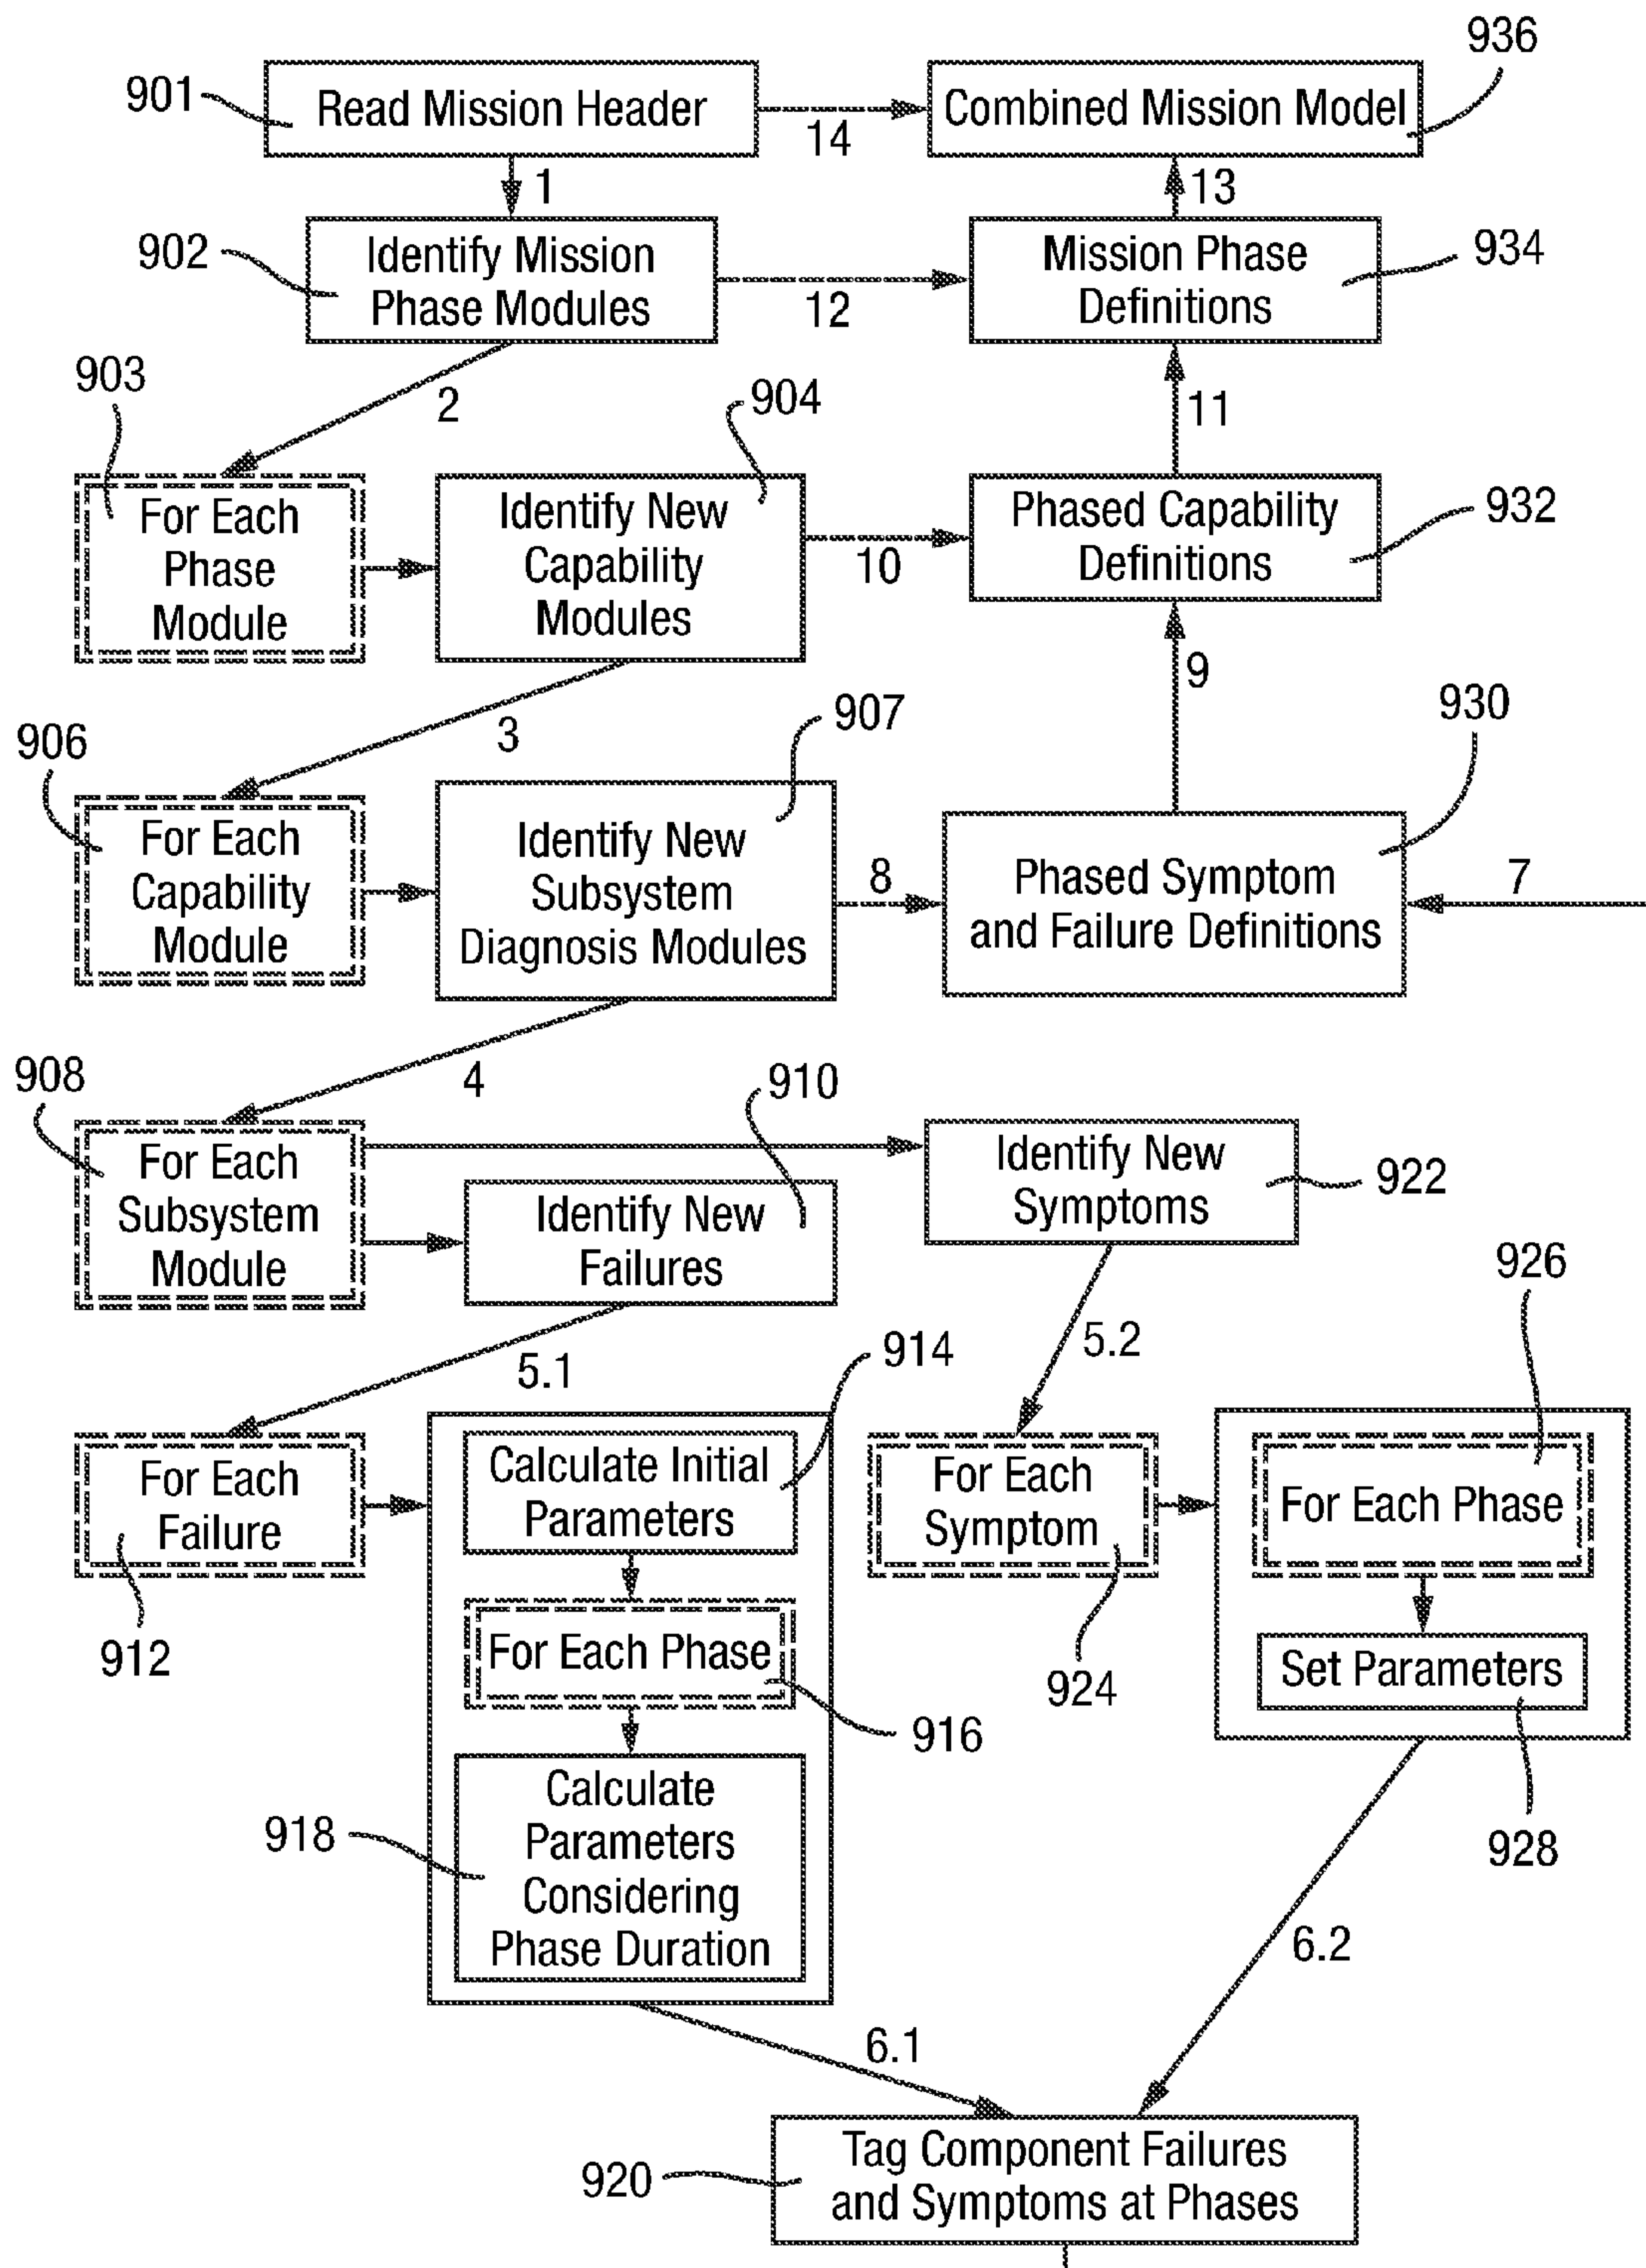 936
901
Read Mission Header
14
Combined Mission Model
1
13
902
Identify Mission
Phase Modules
12
Mission Phase
Definitions
934
903
2
904
11
For Each
Phase
Module
Identify New
Capability
Modules
10
Phased Capability
Definitions
932
3
9
906
907
930
For Each
Capability
Module
Identify New
Subsystem
Diagnosis Modules
8
Phased Symptom
and Failure Definitions
7
908
4
910
For Each
Subsystem
Module
Identify New
Failures
Identify New
Symptoms
922
926
5.1
914
5.2
For Each
Failure
912
Calculate Initial
Parameters
For Each Phase
916
918
Calculate
Parameters
Considering
Phase Duration
For Each
Symptom
924
For Each Phase
Set Parameters
928
6.1
6.2
920
Tag Component Failures
and Symptoms at Phases